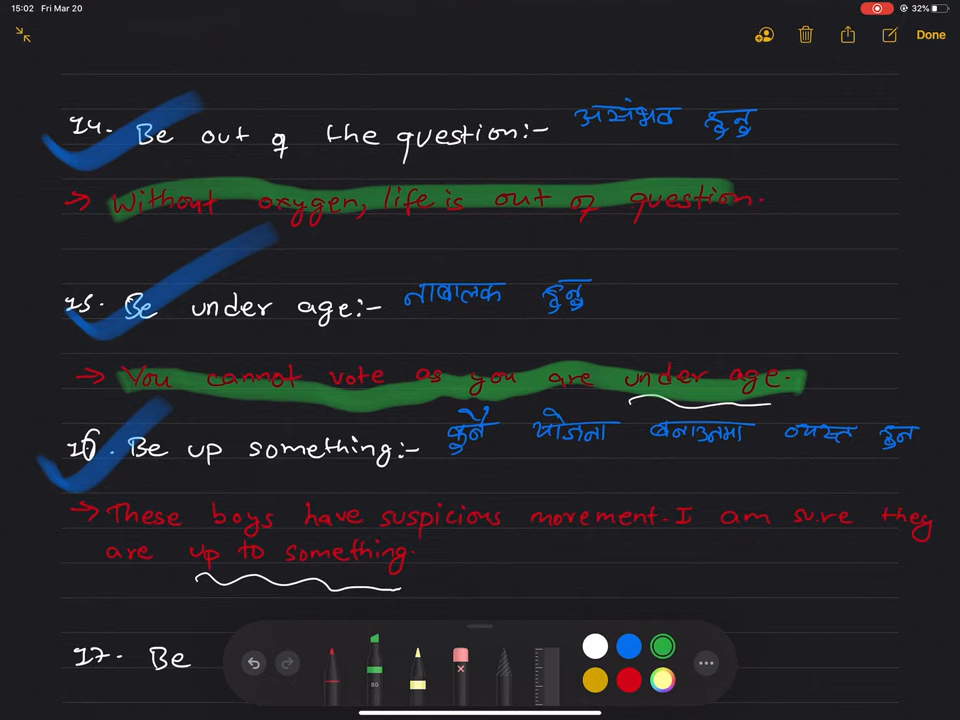 15:02 Fri Mar 20
32%
Done
14. Be out of the question:- असंभव हुनु
→ Without oxygen, life is out of question.
15. Be under age:- नाबालक हुनु
→ You cannot vote as you are under age.
16. Be up something:- कुनै योजना बनाउनमा व्यस्त हुन
→ These boys have suspicious movement. I am sure they
are up to something.
17. Be
80